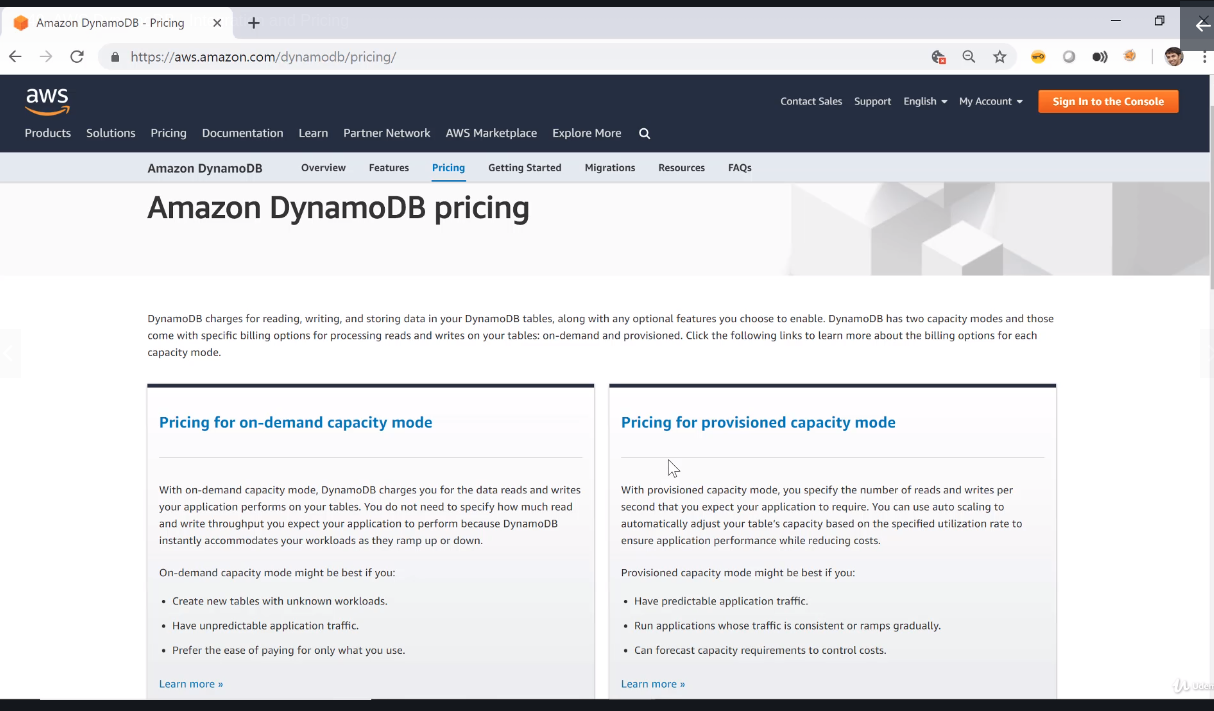 Amazon DynamoDB - Pricing
https://aws.amazon.com/dynamodb/pricing/
aws
Contact Sales Support English My Account Sign In to the Console
Products Solutions Pricing Documentation Learn Partner Network AWS Marketplace Explore More
Amazon DynamoDB Overview Features Pricing Getting Started Migrations Resources FAQs
Amazon DynamoDB pricing
DynamoDB charges for reading, writing, and storing data in your DynamoDB tables, along with any optional features you choose to enable. DynamoDB has two capacity modes and those
come with specific billing options for processing reads and writes on your tables: on-demand and provisioned. Click the following links to learn more about the billing options for each
capacity mode.
Pricing for on-demand capacity mode
With on-demand capacity mode, DynamoDB charges you for the data reads and writes
your application performs on your tables. You do not need to specify how much read
and write throughput you expect your application to perform because DynamoDB
instantly accommodates your workloads as they ramp up or down.
On-demand capacity mode might be best if you:
• Create new tables with unknown workloads.
• Have unpredictable application traffic.
• Prefer the ease of paying for only what you use.
Learn more »
Pricing for provisioned capacity mode
With provisioned capacity mode, you specify the number of reads and writes per
second that you expect your application to require. You can use auto scaling to
automatically adjust your table's capacity based on the specified utilization rate to
ensure application performance while reducing costs.
Provisioned capacity mode might be best if you:
• Have predictable application traffic.
• Run applications whose traffic is consistent or ramps gradually.
• Can forecast capacity requirements to control costs.
Learn more »